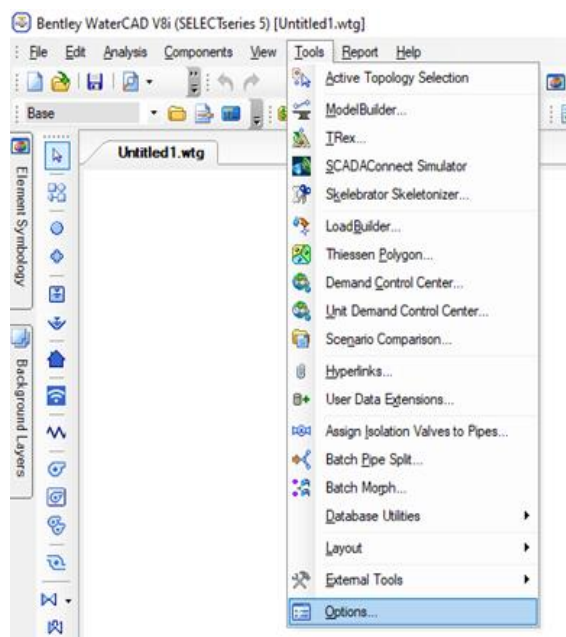 Bentley WaterCAD V8i (SELECTseries 5) [Untitled1.wtg]
File Edit Analysis Components View Tools Report Help
Base
Untitled1.wtg
Element Symbology
Background Layers
Active Topology Selection
ModelBuilder...
TRex...
SCADAConnect Simulator
Skelebrator Skeletonizer...
LoadBuilder...
Thiessen Polygon...
Demand Control Center...
Unit Demand Control Center...
Scenario Comparison...
Hyperlinks...
User Data Extensions...
Assign Isolation Valves to Pipes...
Batch Pipe Split...
Batch Morph...
Database Utilities
Layout
External Tools
Options...